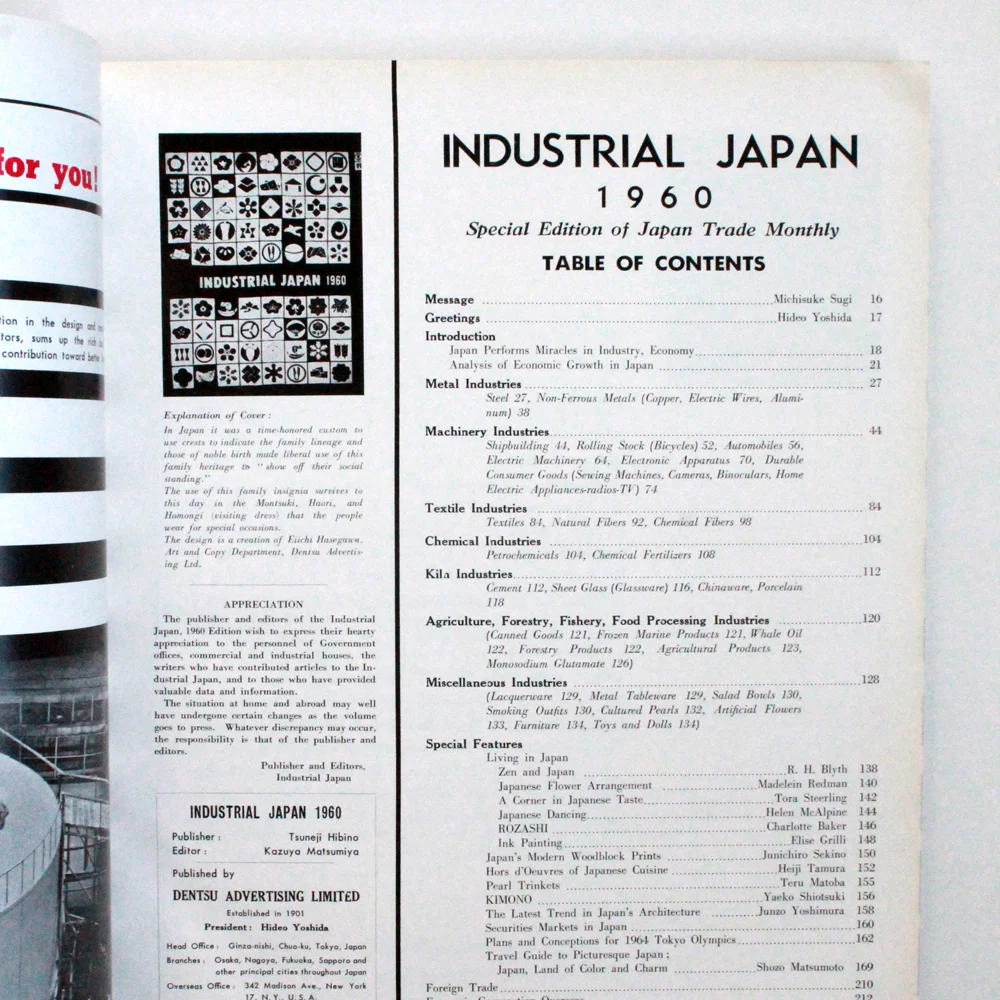 for you!
tion in the design and
tors, sums up the rich
contribution toward
INDUSTRIAL JAPAN 1960
Explanation of Cover :
In Japan it was a time-honored custom to
use crests to indicate the family lineage and
those of noble birth made liberal use of this
family heritage to “ show off their social
standing.”
The use of this family insignia survives to
this day in the Montsuki, Haori, and
Homongi (visiting dress) that the people
wear for special occasions.
The design is a creation of Eiichi Hasegawa,
Art and Copy Department, Dentsu Advertis-
ing Ltd.
APPRECIATION
The publisher and editors of the Industrial
Japan, 1960 Edition wish to express their hearty
appreciation to the personnel of Government
offices, commercial and industrial houses, the
writers who have contributed articles to the In-
dustrial Japan, and to those who have provided
valuable data and information.
The situation at home and abroad may well
have undergone certain changes as the volume
goes to press. Whatever discrepancy may occur,
the responsibility is that of the publisher and
editors.
Publisher and Editors,
Industrial Japan
INDUSTRIAL JAPAN 1960
Publisher : Tsuneji Hibino
Editor : Kazuya Matsumiya
Published by
DENTSU ADVERTISING LIMITED
Established in 1901
President : Hideo Yoshida
Head Office : Ginza-nishi, Chuo-ku, Tokyo, Japan
Branches : Osaka, Nagoya, Fukuoka, Sapporo and
other principal cities throughout Japan
Overseas Office : 342 Madison Ave., New York
17, N. Y., U. S. A.
INDUSTRIAL JAPAN
1960
Special Edition of Japan Trade Monthly
TABLE OF CONTENTS
Message ........ Michisuke Sugi 16
Greetings ........ Hideo Yoshida 17
Introduction
Japan Performs Miracles in Industry, Economy ........ 18
Analysis of Economic Growth in Japan ........ 21
Metal Industries ........ 27
Steel 27, Non-Ferrous Metals (Copper, Electric Wires, Alumi-
num) 38
Machinery Industries ........ 44
Shipbuilding 44, Rolling Stock (Bicycles) 52, Automobiles 56,
Electric Machinery 64, Electronic Apparatus 70, Durable
Consumer Goods (Sewing Machines, Cameras, Binoculars, Home
Electric Appliances-radios-TV) 74
Textile Industries ........ 84
Textiles 84, Natural Fibers 92, Chemical Fibers 98
Chemical Industries ........ 104
Petrochemicals 104, Chemical Fertilizers 108
Kiln Industries ........ 112
Cement 112, Sheet Glass (Glassware) 116, Chinaware, Porcelain
118
Agriculture, Forestry, Fishery, Food Processing Industries ........ 120
(Canned Goods 121, Frozen Marine Products 121, Whale Oil
122, Forestry Products 122, Agricultural Products 123,
Monosodium Glutamate 126)
Miscellaneous Industries ........ 128
(Lacquerware 129, Metal Tableware 129, Salad Bowls 130,
Smoking Outfits 130, Cultured Pearls 132, Artificial Flowers
133, Furniture 134, Toys and Dolls 134)
Special Features
Living in Japan
Zen and Japan ........ R. H. Blyth 138
Japanese Flower Arrangement ........ Madelein Redman 140
A Corner in Japanese Taste ........ Tora Steerling 142
Japanese Dancing ........ Helen McAlpine 144
ROZASHI ........ Charlotte Baker 146
Ink Painting ........ Elise Grilli 148
Japan's Modern Woodblock Prints ........ Junichiro Sekino 150
Hors d'Oeuvres of Japanese Cuisine ........ Heiji Tamura 152
Pearl Trinkets ........ Teru Matoba 155
KIMONO ........ Yaeko Shiotsuki 156
The Latest Trend in Japan's Architecture ........ Junzo Yoshimura 158
Securities Markets in Japan ........ 160
Plans and Conceptions for 1964 Tokyo Olympics ........ 162
Travel Guide to Picturesque Japan ;
Japan, Land of Color and Charm ........ Shozo Matsumoto 169
Foreign Trade ........ 210